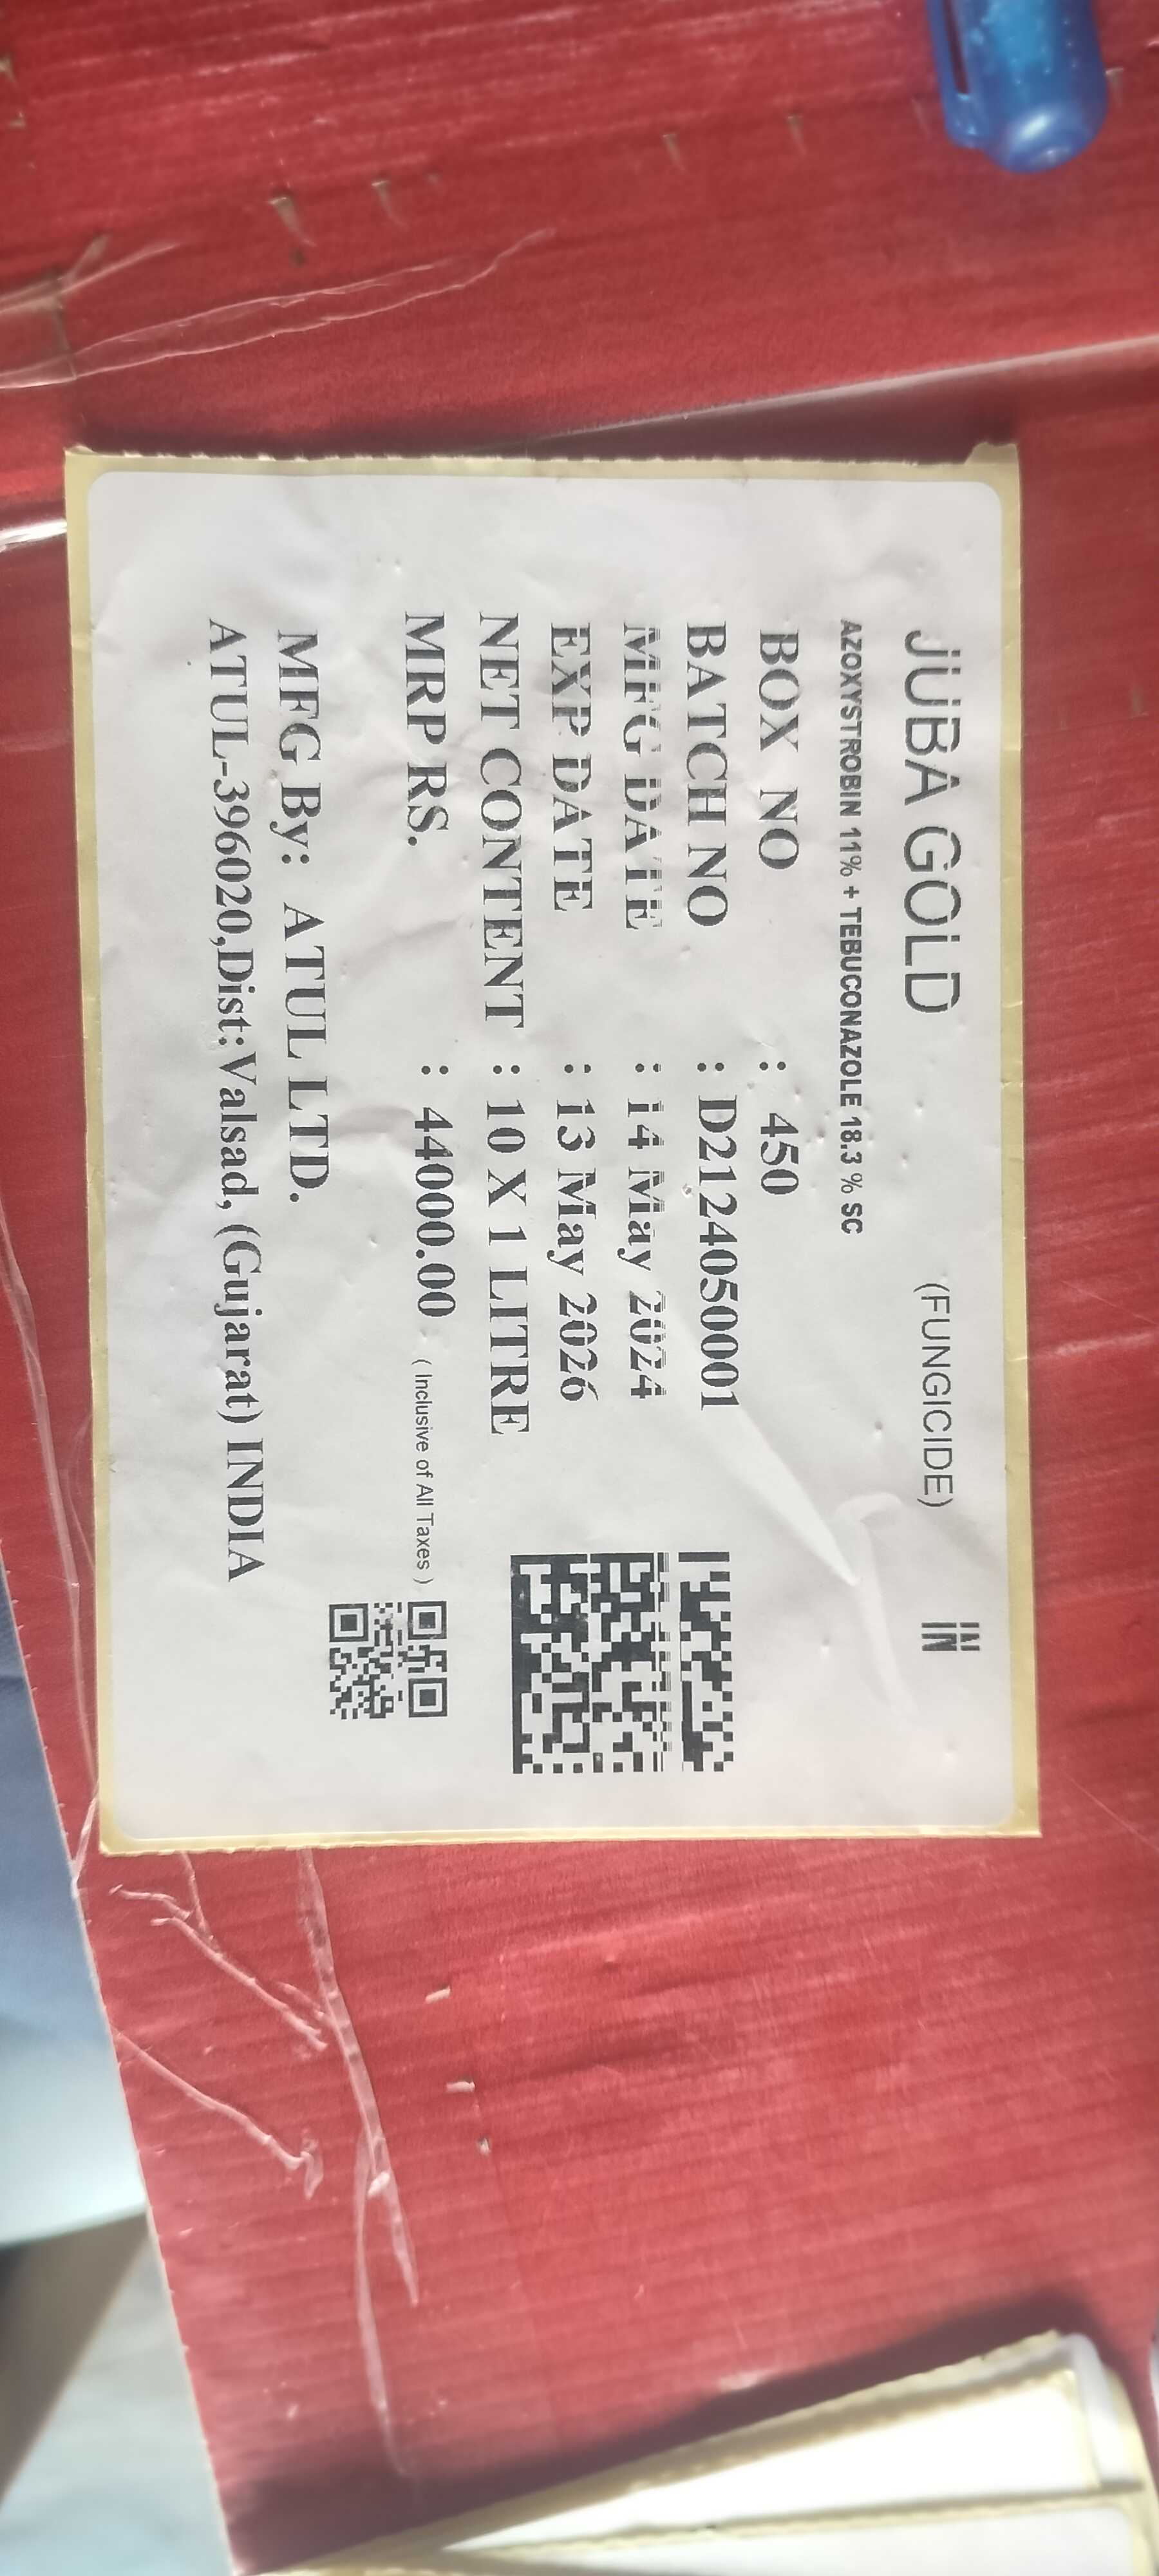 JUBA GOLD (FUNGICIDE) IN
AZOXYSTROBIN 11% + TEBUCONAZOLE 18.3 % SC
BOX NO : 450
BATCH NO : D2124050001
MFG DATE : 14 May 2024
EXP DATE : 13 May 2026
NET CONTENT : 10 X 1 LITRE
MRP RS. : 44000.00 ( Inclusive of All Taxes )
MFG By: ATUL LTD.
ATUL-396020,Dist:Valsad, (Gujarat) INDIA